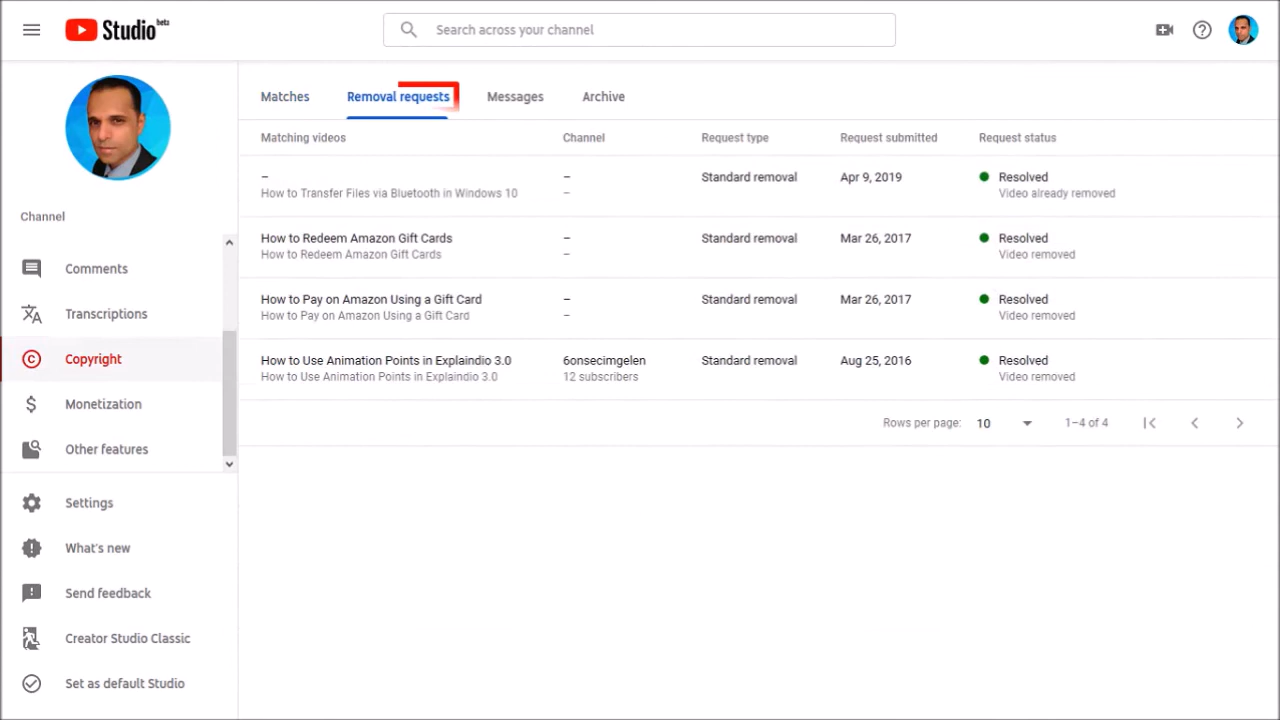 Studio beta
Search across your channel
Matches Removal requests Messages Archive
Matching videos Channel Request type Request submitted Request status
– – Standard removal Apr 9, 2019 Resolved
How to Transfer Files via Bluetooth in Windows 10 – Video already removed
How to Redeem Amazon Gift Cards – Standard removal Mar 26, 2017 Resolved
How to Redeem Amazon Gift Cards – Video removed
How to Pay on Amazon Using a Gift Card – Standard removal Mar 26, 2017 Resolved
How to Pay on Amazon Using a Gift Card – Video removed
How to Use Animation Points in Explaindio 3.0 6onsecimgelen Standard removal Aug 25, 2016 Resolved
How to Use Animation Points in Explaindio 3.0 12 subscribers Video removed
Rows per page: 10 1–4 of 4
Channel
Comments
Transcriptions
Copyright
Monetization
Other features
Settings
What's new
Send feedback
Creator Studio Classic
Set as default Studio